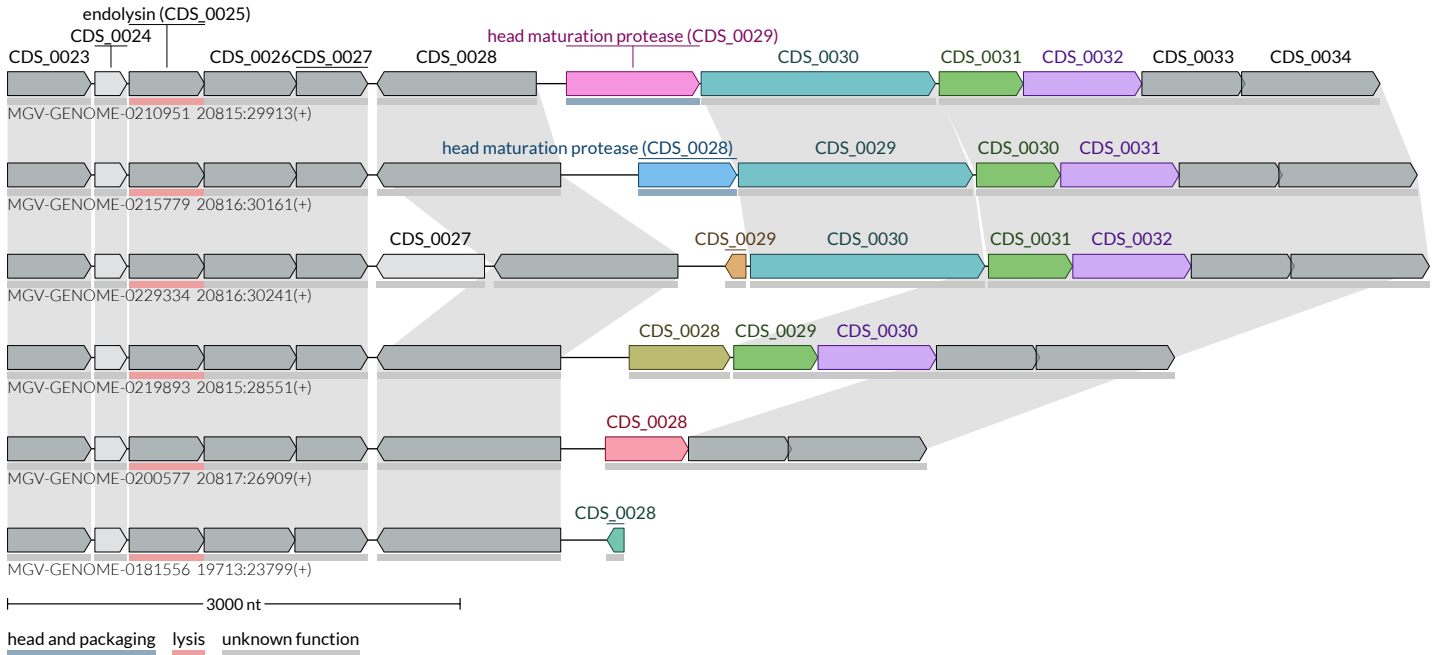 endolysin (CDS_0025)
CDS_0024 head maturation protease (CDS_0029)
CDS_0023 CDS_0026 CDS_0027 CDS_0028 CDS_0030 CDS_0031 CDS_0032 CDS_0033 CDS_0034
MGV-GENOME-0210951 20815:29913(+)
head maturation protease (CDS_0028) CDS_0029 CDS_0030 CDS_0031
MGV-GENOME-0215779 20816:30161(+)
CDS_0027 CDS_0029 CDS_0030 CDS_0031 CDS_0032
MGV-GENOME-0229334 20816:30241(+)
CDS_0028 CDS_0029 CDS_0030
MGV-GENOME-0219893 20815:28551(+)
CDS_0028
MGV-GENOME-0200577 20817:26909(+)
CDS_0028
MGV-GENOME-0181556 19713:23799(+)
3000 nt
head and packaging lysis unknown function